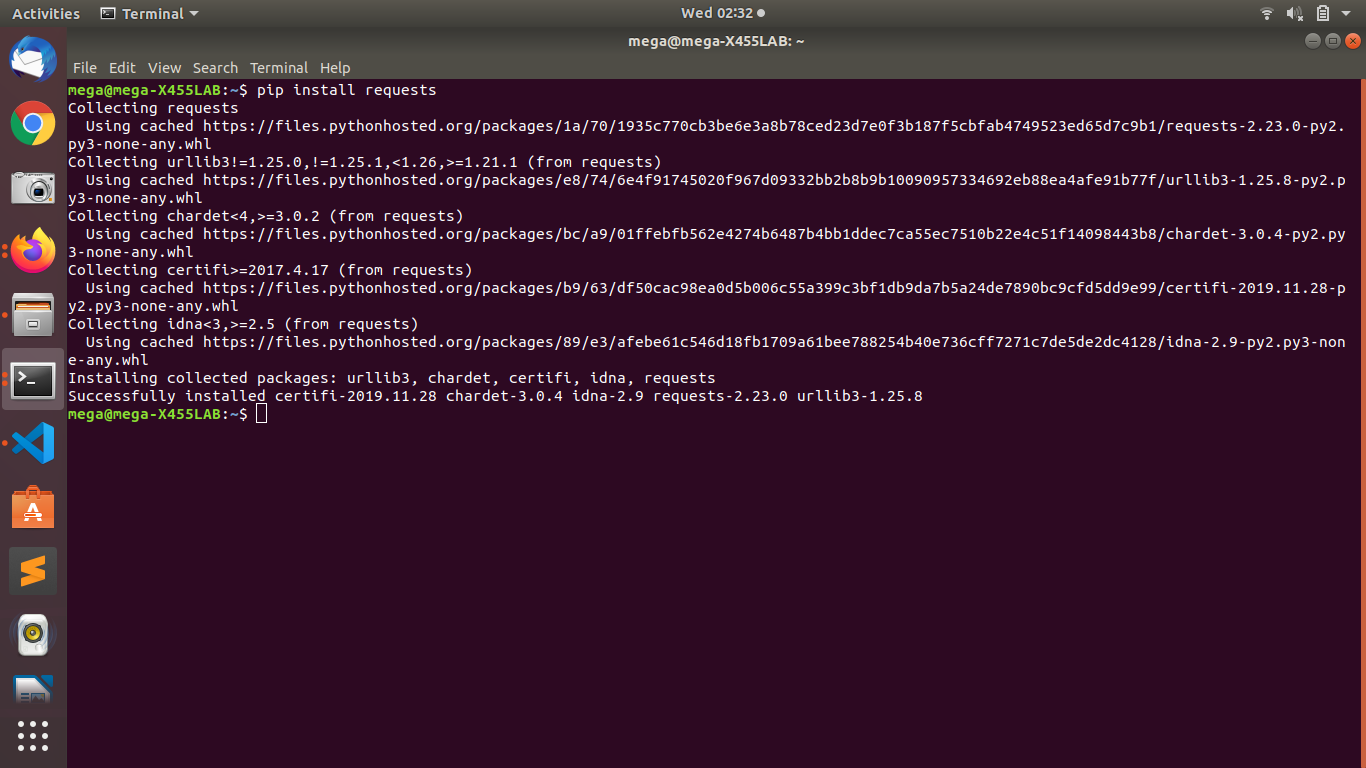 Activities Terminal Wed 02:32
mega@mega-X455LAB: ~
File Edit View Search Terminal Help
mega@mega-X455LAB:~$ pip install requests
Collecting requests
  Using cached https://files.pythonhosted.org/packages/1a/70/1935c770cb3be6e3a8b78ced23d7e0f3b187f5cbfab4749523ed65d7c9b1/requests-2.23.0-py2.
py3-none-any.whl
Collecting urllib3!=1.25.0,!=1.25.1,<1.26,>=1.21.1 (from requests)
  Using cached https://files.pythonhosted.org/packages/e8/74/6e4f91745020f967d09332bb2b8b9b10090957334692eb88ea4afe91b77f/urllib3-1.25.8-py2.p
y3-none-any.whl
Collecting chardet<4,>=3.0.2 (from requests)
  Using cached https://files.pythonhosted.org/packages/bc/a9/01ffebfb562e4274b6487b4bb1ddec7ca55ec7510b22e4c51f14098443b8/chardet-3.0.4-py2.py
3-none-any.whl
Collecting certifi>=2017.4.17 (from requests)
  Using cached https://files.pythonhosted.org/packages/b9/63/df50cac98ea0d5b006c55a399c3bf1db9da7b5a24de7890bc9cfd5dd9e99/certifi-2019.11.28-p
y2.py3-none-any.whl
Collecting idna<3,>=2.5 (from requests)
  Using cached https://files.pythonhosted.org/packages/89/e3/afebe61c546d18fb1709a61bee788254b40e736cff7271c7de5de2dc4128/idna-2.9-py2.py3-non
e-any.whl
Installing collected packages: urllib3, chardet, certifi, idna, requests
Successfully installed certifi-2019.11.28 chardet-3.0.4 idna-2.9 requests-2.23.0 urllib3-1.25.8
mega@mega-X455LAB:~$